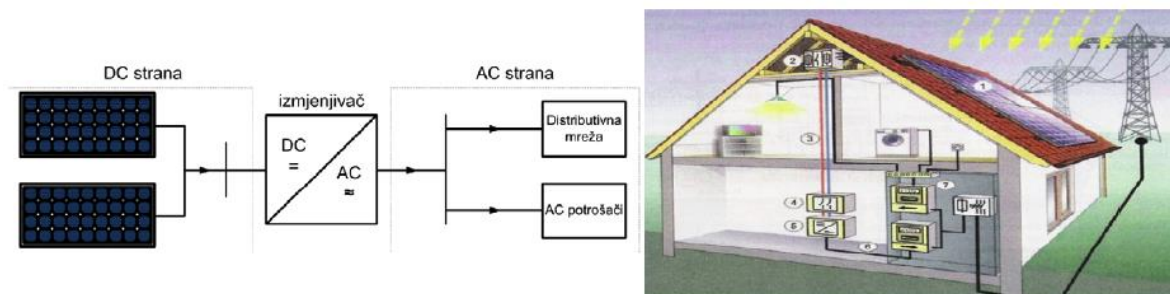 DC strana
AC strana
izmjenjivač
DC
=
AC
≈
Distributivna
mreža
AC potrošači
1
2
3
4
5
6
7